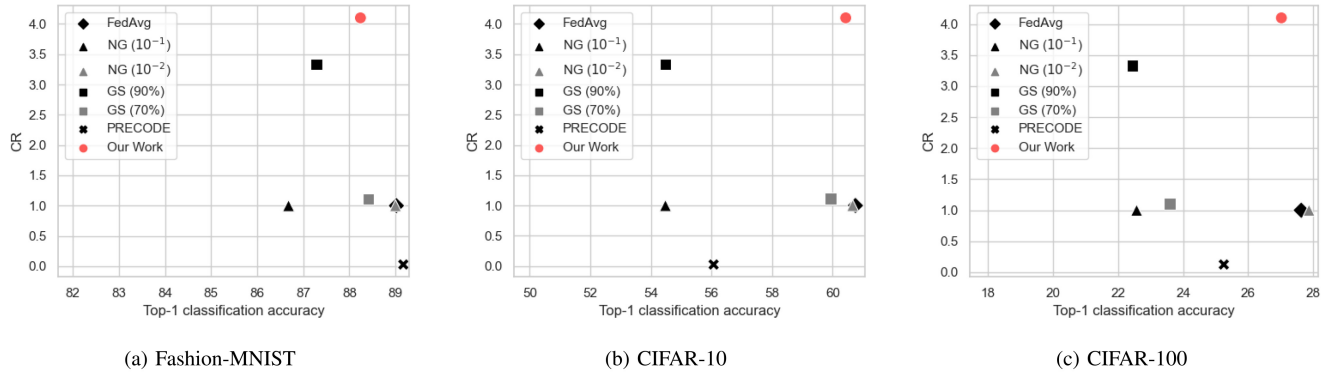 4.0
3.5
3.0
2.5
2.0
1.5
1.0
0.5
0.0
CR
FedAvg
NG (10⁻¹)
NG (10⁻²)
GS (90%)
GS (70%)
PRECODE
Our Work
82 83 84 85 86 87 88 89
Top-1 classification accuracy
(a) Fashion-MNIST
4.0
3.5
3.0
2.5
2.0
1.5
1.0
0.5
0.0
CR
FedAvg
NG (10⁻¹)
NG (10⁻²)
GS (90%)
GS (70%)
PRECODE
Our Work
50 52 54 56 58 60
Top-1 classification accuracy
(b) CIFAR-10
4.0
3.5
3.0
2.5
2.0
1.5
1.0
0.5
0.0
CR
FedAvg
NG (10⁻¹)
NG (10⁻²)
GS (90%)
GS (70%)
PRECODE
Our Work
18 20 22 24 26 28
Top-1 classification accuracy
(c) CIFAR-100